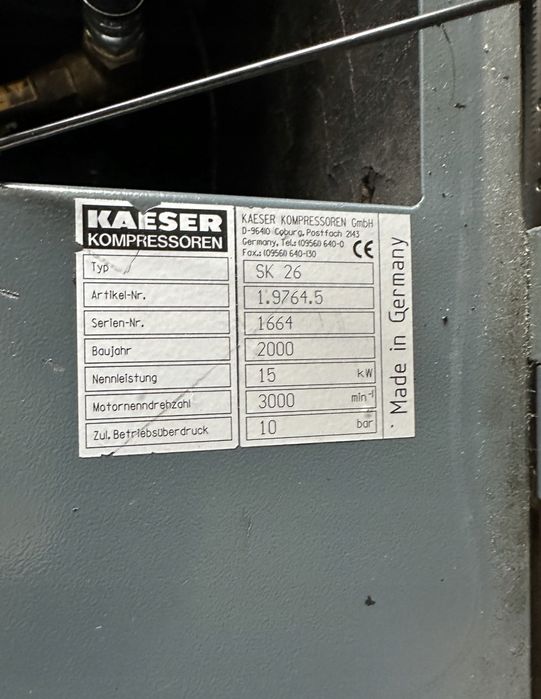 KAESER
KOMPRESSOREN
KAESER KOMPRESSOREN GmbH
D-96410 Coburg, Postfach 2143
Germany, Tel.: (09561) 640-0
Fax.: (09561) 640-130
CE
Typ SK 26
Artikel-Nr. 1.9764.5
Serien-Nr. 1664
Baujahr 2000
Nennleistung 15 kW
Motornenndrehzahl 3000 min⁻¹
Zul. Betriebsüberdruck 10 bar
Made in Germany